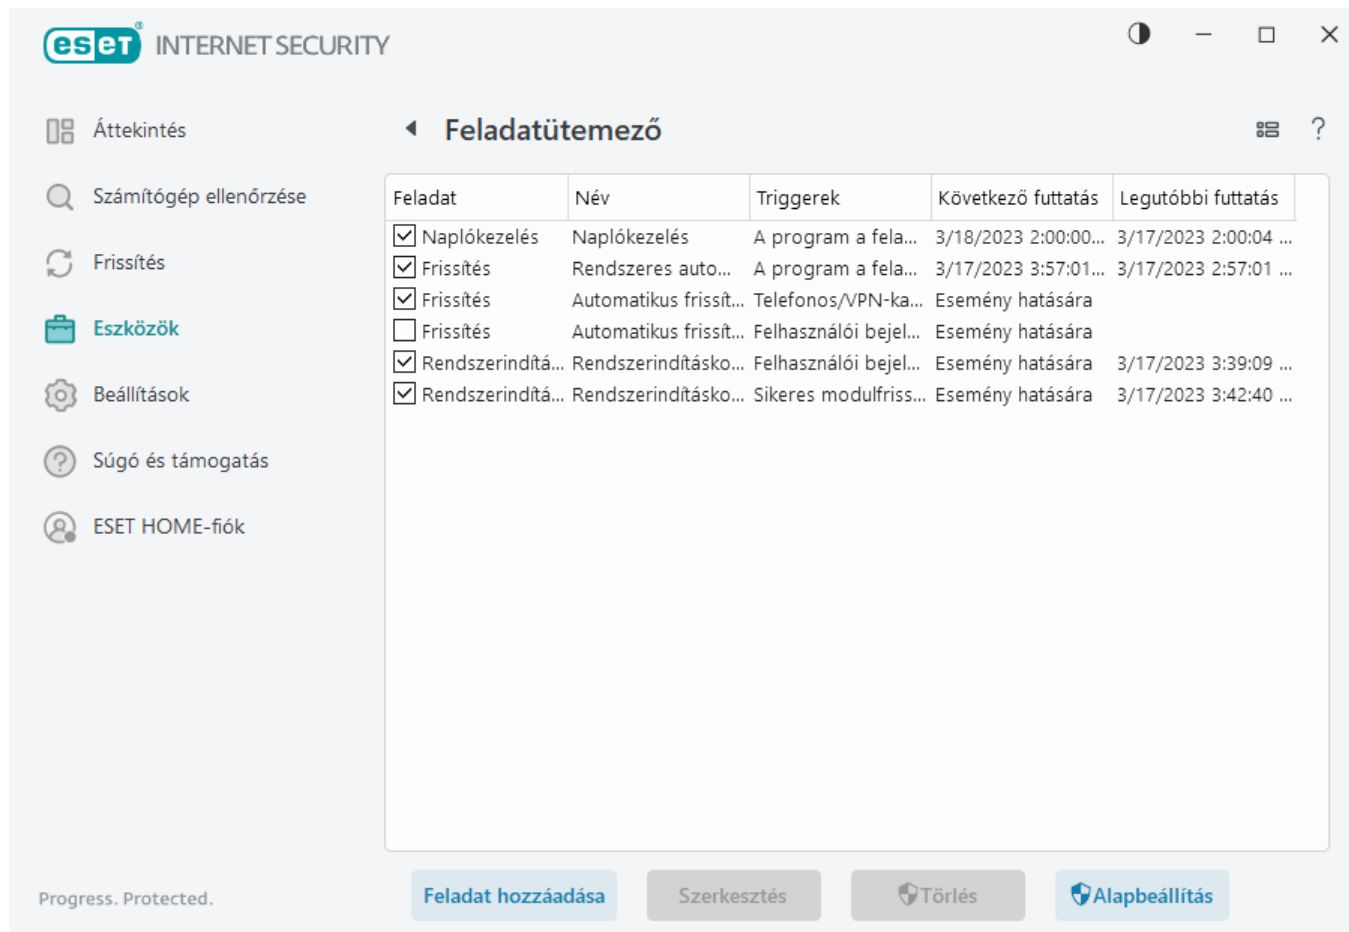 eset® INTERNET SECURITY
Áttekintés
Számítógép ellenőrzése
Frissítés
Eszközök
Beállítások
Súgó és támogatás
ESET HOME-fiók
Progress. Protected.
Feladatütemező
?
Feladat Név Triggerek Következő futtatás Legutóbbi futtatás
Naplókezelés Naplókezelés A program a fela... 3/18/2023 2:00:00... 3/17/2023 2:00:04 ...
Frissítés Rendszeres auto... A program a fela... 3/17/2023 3:57:01... 3/17/2023 2:57:01 ...
Frissítés Automatikus frissít... Telefonos/VPN-ka... Esemény hatására
Frissítés Automatikus frissít... Felhasználói bejel... Esemény hatására
Rendszerindítá... Rendszerindításko... Felhasználói bejel... Esemény hatására 3/17/2023 3:39:09 ...
Rendszerindítá... Rendszerindításko... Sikeres modulfriss... Esemény hatására 3/17/2023 3:42:40 ...
Feladat hozzáadása Szerkesztés Törlés Alapbeállítás